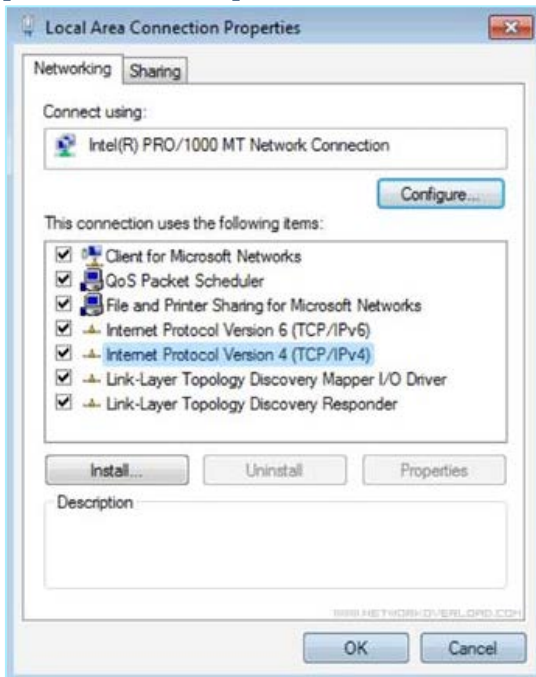 Local Area Connection Properties
Networking
Sharing
Connect using:
Intel(R) PRO/1000 MT Network Connection
Configure...
This connection uses the following items:
Client for Microsoft Networks
QoS Packet Scheduler
File and Printer Sharing for Microsoft Networks
Internet Protocol Version 6 (TCP/IPv6)
Internet Protocol Version 4 (TCP/IPv4)
Link-Layer Topology Discovery Mapper I/O Driver
Link-Layer Topology Discovery Responder
Install...
Uninstall
Properties
Description
WWW.NETWORKOVERLORD.COM
OK
Cancel